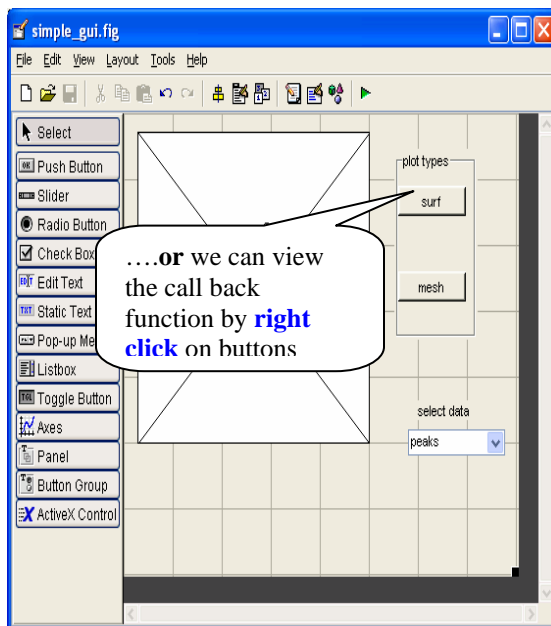 simple_gui.fig
File Edit View Layout Tools Help
Select
Push Button
Slider
Radio Button
Check Box
Edit Text
Static Text
Pop-up Me
Listbox
Toggle Button
Axes
Panel
Button Group
ActiveX Control
....or we can view
the call back
function by right
click on buttons
plot types
surf
mesh
select data
peaks